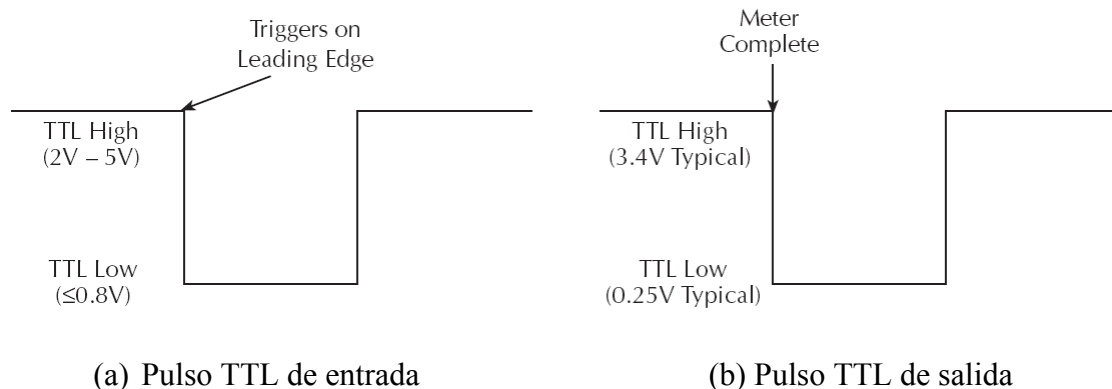 Triggers on
Leading Edge
TTL High
(2V – 5V)
TTL Low
(≤0.8V)
(a) Pulso TTL de entrada
Meter
Complete
TTL High
(3.4V Typical)
TTL Low
(0.25V Typical)
(b) Pulso TTL de salida